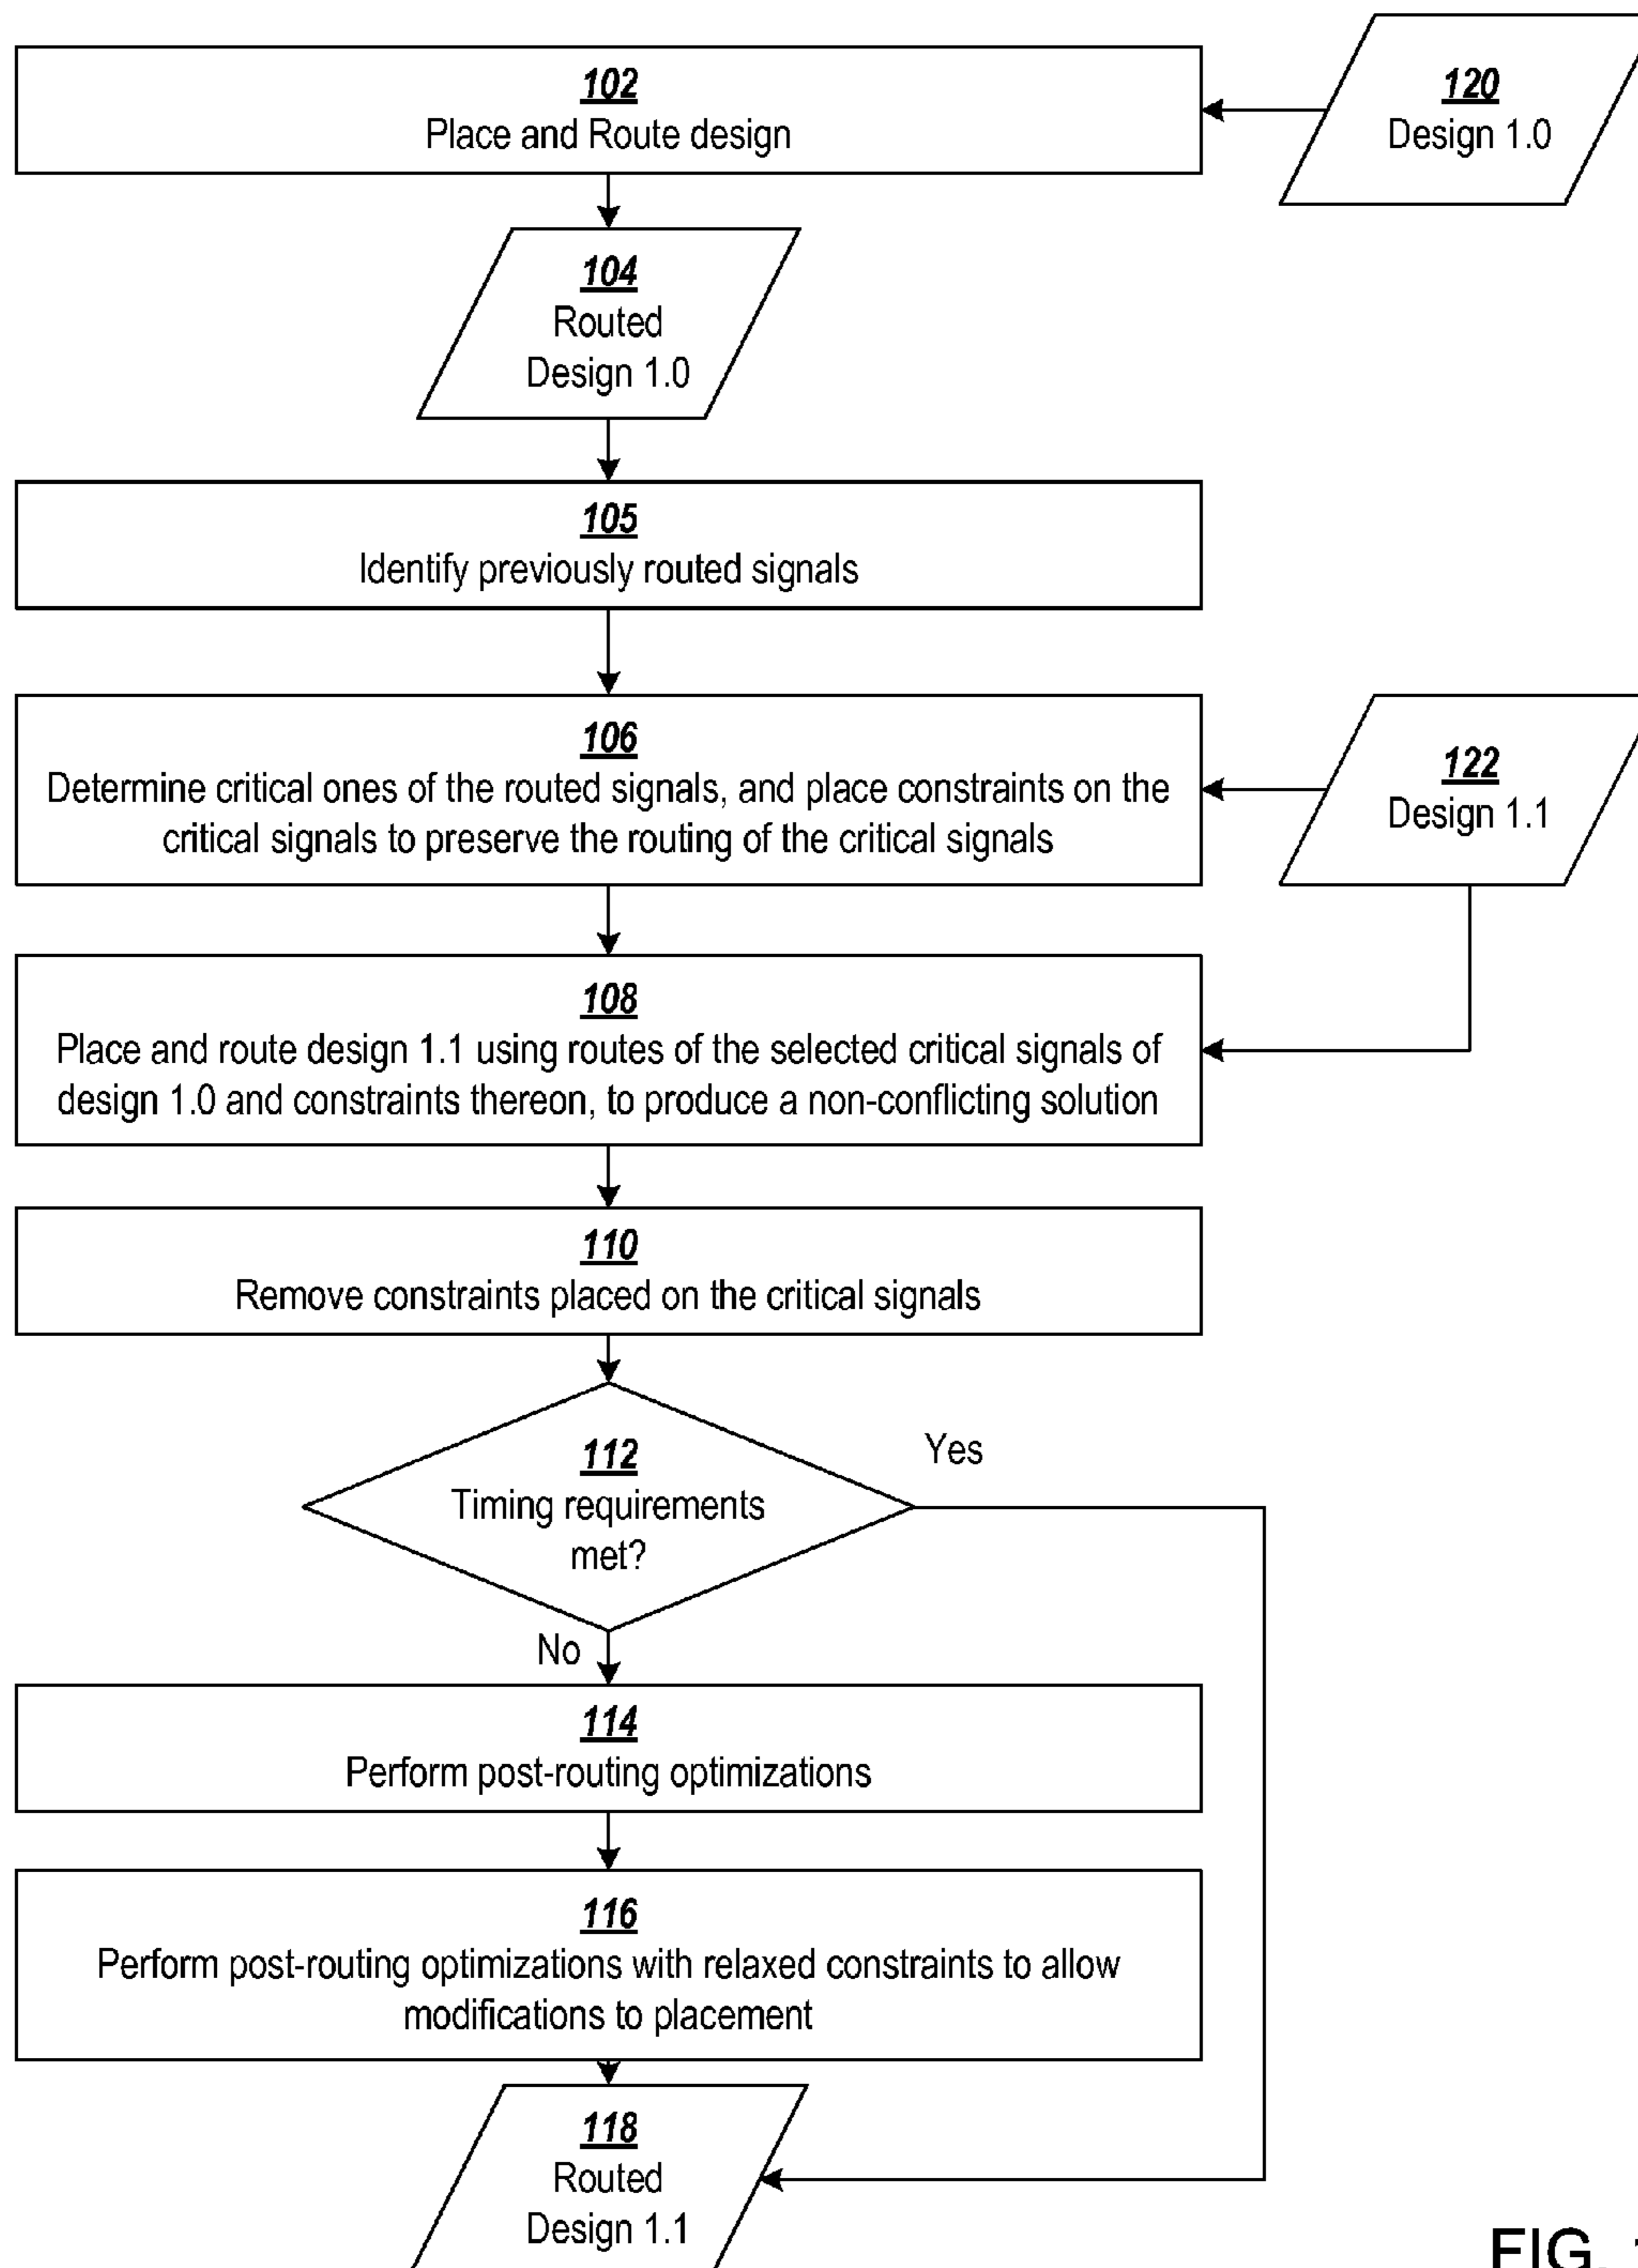 102
Place and Route design
120
Design 1.0
104
Routed
Design 1.0
105
Identify previously routed signals
106
Determine critical ones of the routed signals, and place constraints on the
critical signals to preserve the routing of the critical signals
122
Design 1.1
108
Place and route design 1.1 using routes of the selected critical signals of
design 1.0 and constraints thereon, to produce a non-conflicting solution
110
Remove constraints placed on the critical signals
112
Timing requirements
met?
Yes
No
114
Perform post-routing optimizations
116
Perform post-routing optimizations with relaxed constraints to allow
modifications to placement
118
Routed
Design 1.1
FIG.